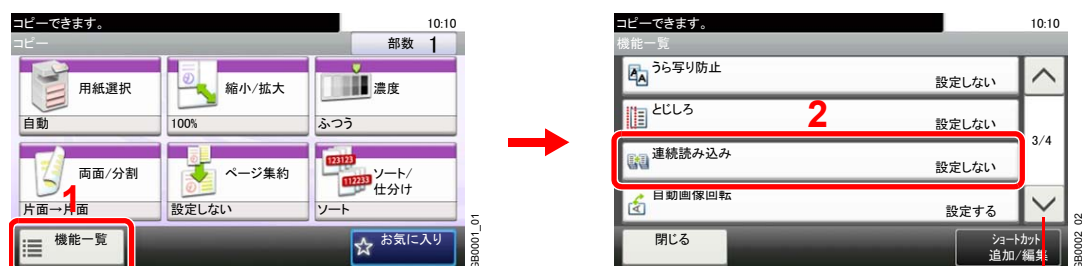 コピーできます。
10:10
コピー
部数 1
用紙選択
自動
縮小/拡大
100%
濃度
ふつう
両面/分割
片面→片面
ページ集約
設定しない
123123
112233
ソート/
仕分け
ソート
1
機能一覧
お気に入り
GB0001_01
コピーできます。
10:10
機能一覧
うら写り防止
設定しない
とじしろ
設定しない
2
連続読み込み
設定しない
自動画像回転
設定する
3/4
閉じる
ショートカット
追加/編集
GB0002_02